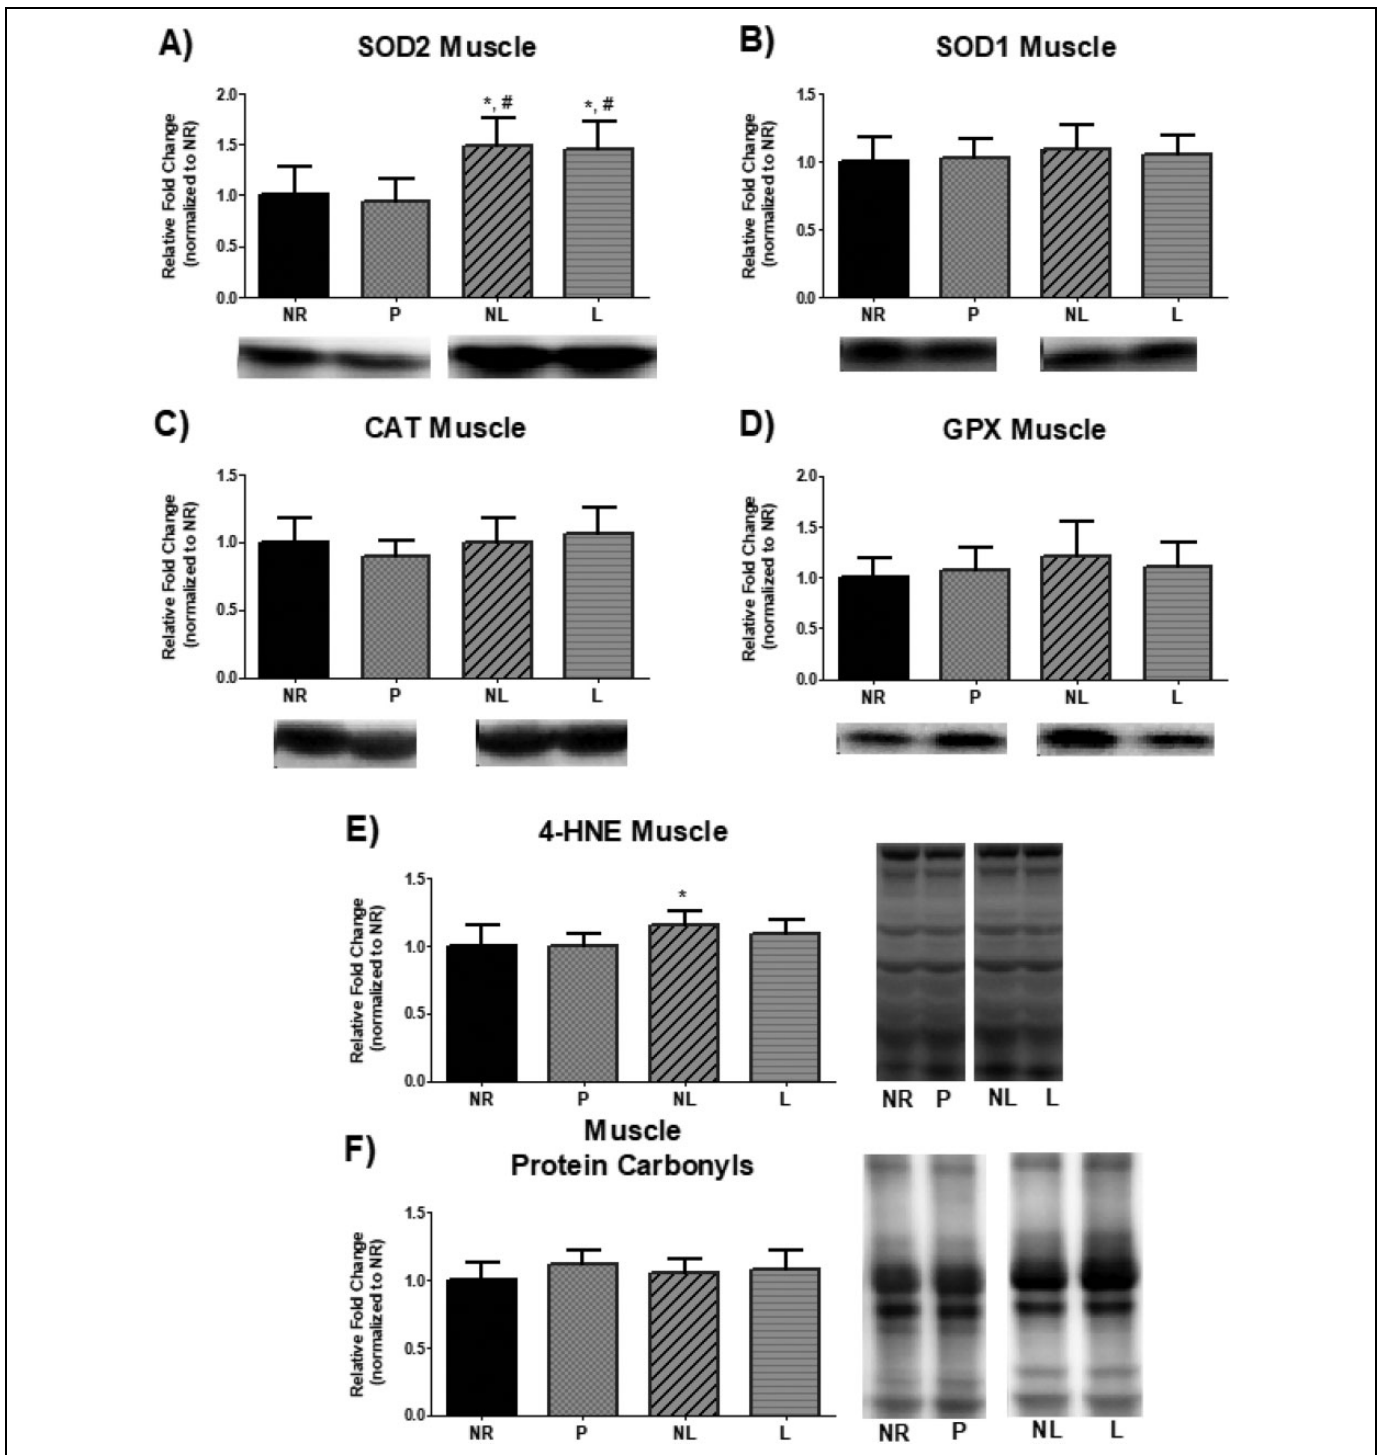 A)
SOD2 Muscle
Relative Fold Change
(normalized to NR)
2.0
1.5
1.0
0.5
0.0
*, #
*, #
NR P NL L
B)
SOD1 Muscle
Relative Fold Change
(normalized to NR)
1.5
1.0
0.5
0.0
NR P NL L
C)
CAT Muscle
Relative Fold Change
(normalized to NR)
1.5
1.0
0.5
0.0
NR P NL L
D)
GPX Muscle
Relative Fold Change
(normalized to NR)
2.0
1.5
1.0
0.5
0.0
NR P NL L
E)
4-HNE Muscle
Relative Fold Change
(normalized to NR)
1.5
1.0
0.5
0.0
*
NR P NL L
NR P NL L
F)
Muscle
Protein Carbonyls
Relative Fold Change
(normalized to NR)
1.5
1.0
0.5
0.0
NR P NL L
NR P NL L